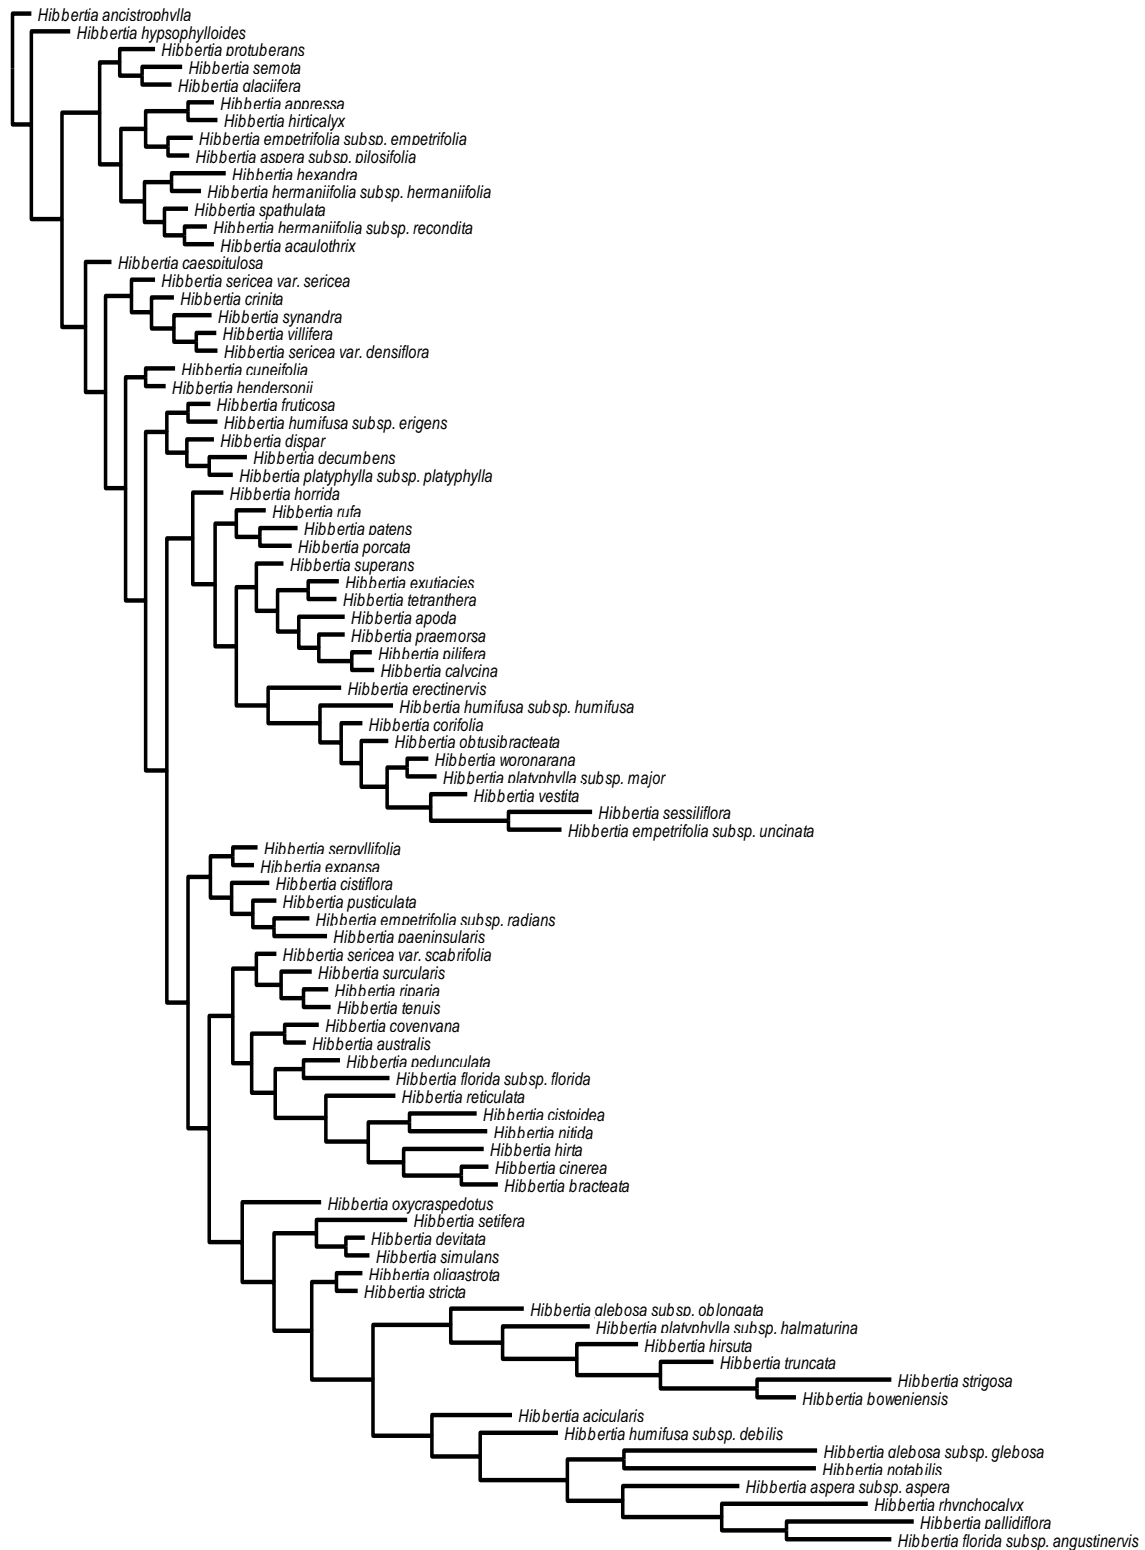 Hibbertia ancistrophylla
Hibbertia hypsophylloides
Hibbertia protuberans
Hibbertia semota
Hibbertia glaciifera
Hibbertia appressa
Hibbertia hirticalyx
Hibbertia empetrifolia subsp. empetrifolia
Hibbertia aspera subsp. pilosifolia
Hibbertia hexandra
Hibbertia hermaniifolia subsp. hermaniifolia
Hibbertia spathulata
Hibbertia hermaniifolia subsp. recondita
Hibbertia acaulothrix
Hibbertia caespitulosa
Hibbertia sericea var. sericea
Hibbertia crinita
Hibbertia synandra
Hibbertia villifera
Hibbertia sericea var. densiflora
Hibbertia cuneifolia
Hibbertia hendersonii
Hibbertia fruticosa
Hibbertia humifusa subsp. erigens
Hibbertia dispar
Hibbertia decumbens
Hibbertia platyphylla subsp. platyphylla
Hibbertia horrida
Hibbertia rufa
Hibbertia patens
Hibbertia porcata
Hibbertia superans
Hibbertia exutiacies
Hibbertia tetranthera
Hibbertia apoda
Hibbertia praemorsa
Hibbertia pilifera
Hibbertia calycina
Hibbertia erectinervis
Hibbertia humifusa subsp. humifusa
Hibbertia corifolia
Hibbertia obtusibracteata
Hibbertia woronarana
Hibbertia platyphylla subsp. major
Hibbertia vestita
Hibbertia sessiliflora
Hibbertia empetrifolia subsp. uncinata
Hibbertia serpyllifolia
Hibbertia expansa
Hibbertia cistiflora
Hibbertia pusticulata
Hibbertia empetrifolia subsp. radians
Hibbertia paeninsularis
Hibbertia sericea var. scabrifolia
Hibbertia surcularis
Hibbertia riparia
Hibbertia tenuis
Hibbertia coyenyana
Hibbertia australis
Hibbertia pedunculata
Hibbertia florida subsp. florida
Hibbertia reticulata
Hibbertia cistoidea
Hibbertia nitida
Hibbertia hirta
Hibbertia cinerea
Hibbertia bracteata
Hibbertia oxycraspedotus
Hibbertia setifera
Hibbertia devitata
Hibbertia simulans
Hibbertia oligastrota
Hibbertia stricta
Hibbertia glebosa subsp. oblongata
Hibbertia platyphylla subsp. halmaturina
Hibbertia hirsuta
Hibbertia truncata
Hibbertia strigosa
Hibbertia boweniensis
Hibbertia acicularis
Hibbertia humifusa subsp. debilis
Hibbertia glebosa subsp. glebosa
Hibbertia notabilis
Hibbertia aspera subsp. aspera
Hibbertia rhynchocalyx
Hibbertia pallidiflora
Hibbertia florida subsp. angustinervis